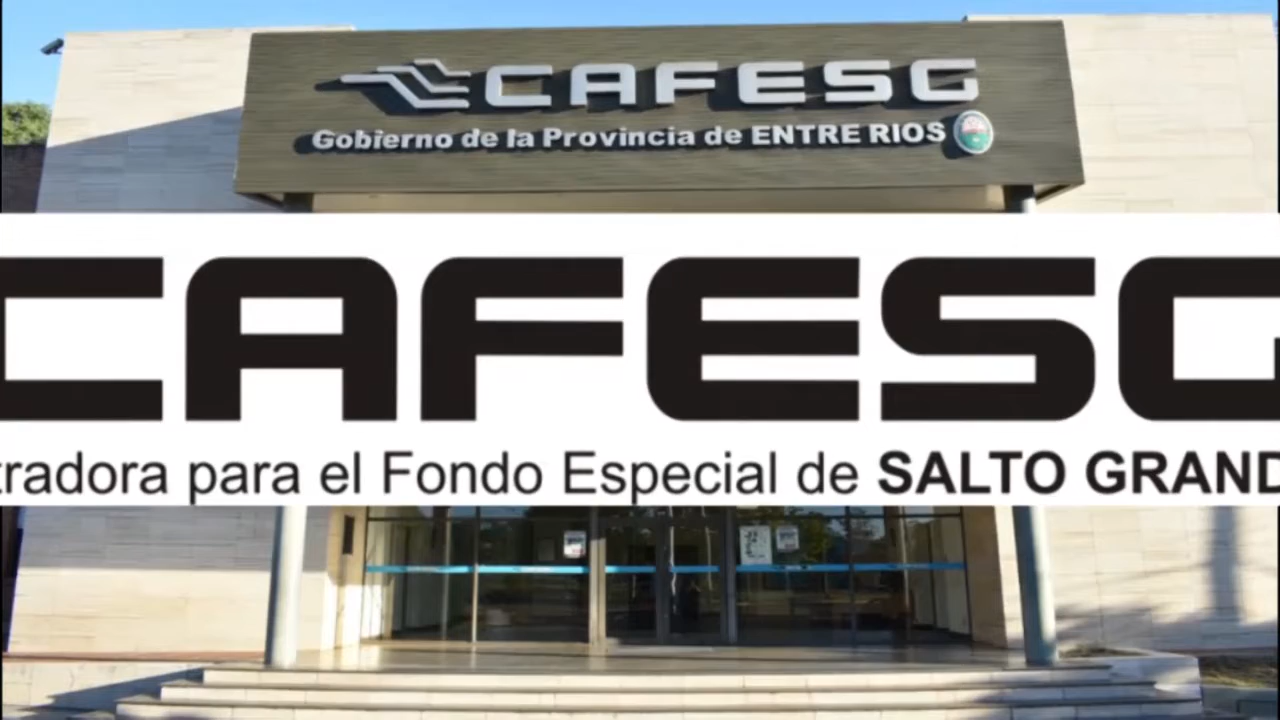 CAFESG
Gobierno de la Provincia de ENTRE RIOS
CAFESG
tradora para el Fondo Especial de SALTO GRAND